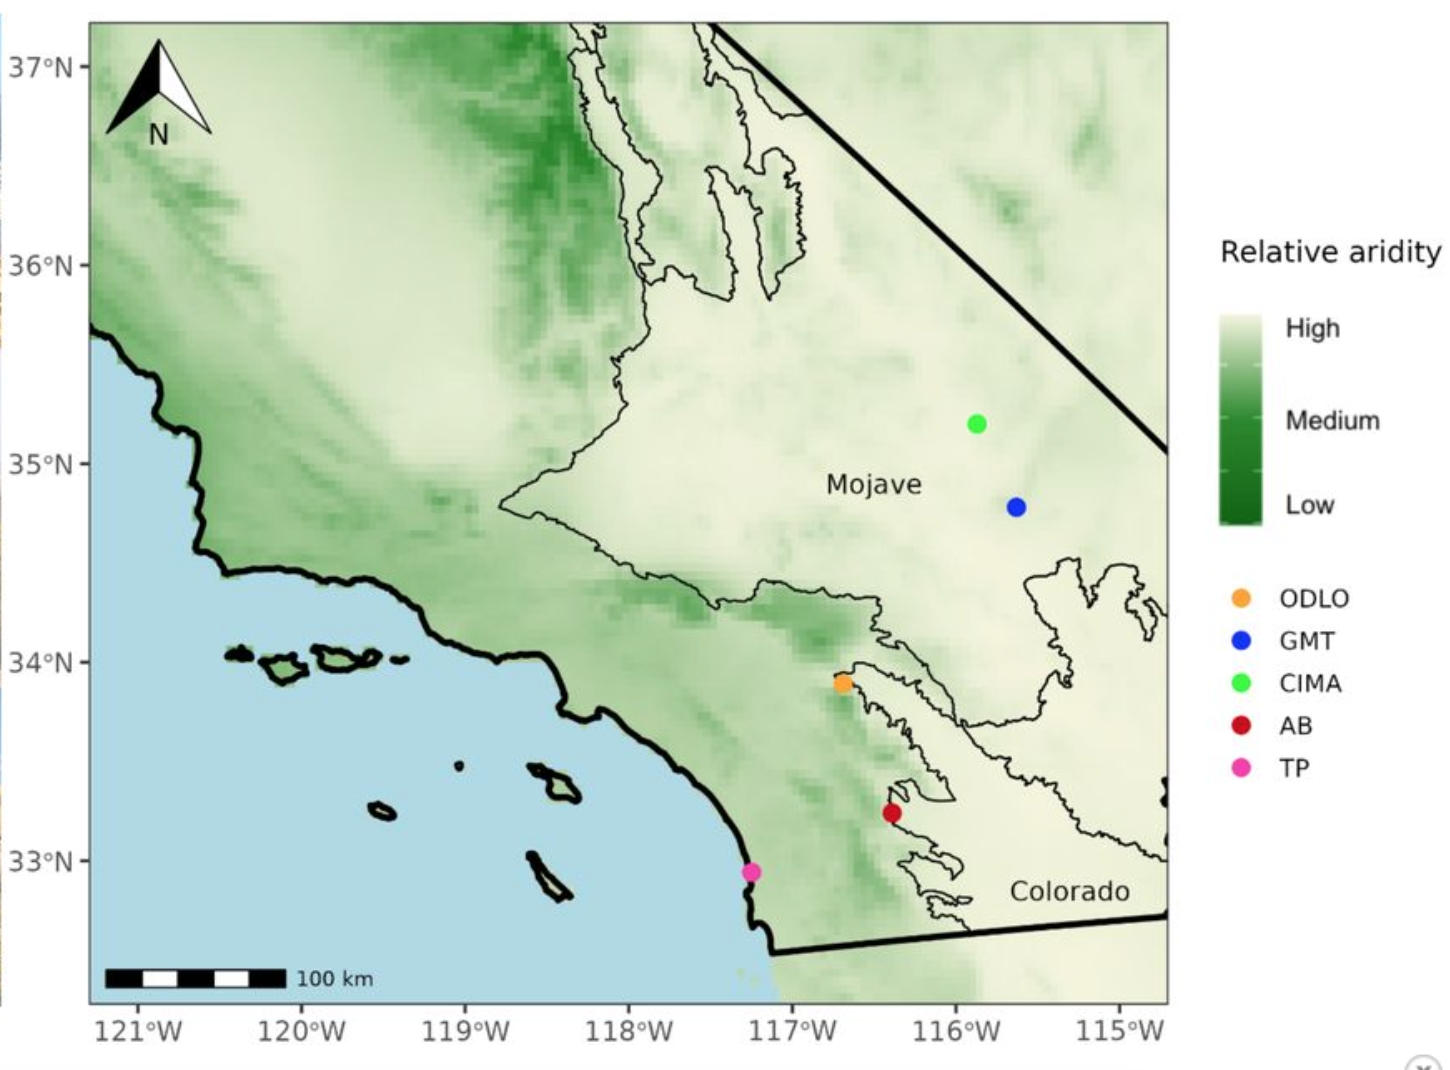 37°N
36°N
35°N
34°N
33°N
N
Mojave
Colorado
100 km
121°W 120°W 119°W 118°W 117°W 116°W 115°W
Relative aridity
High
Medium
Low
ODLO
GMT
CIMA
AB
TP